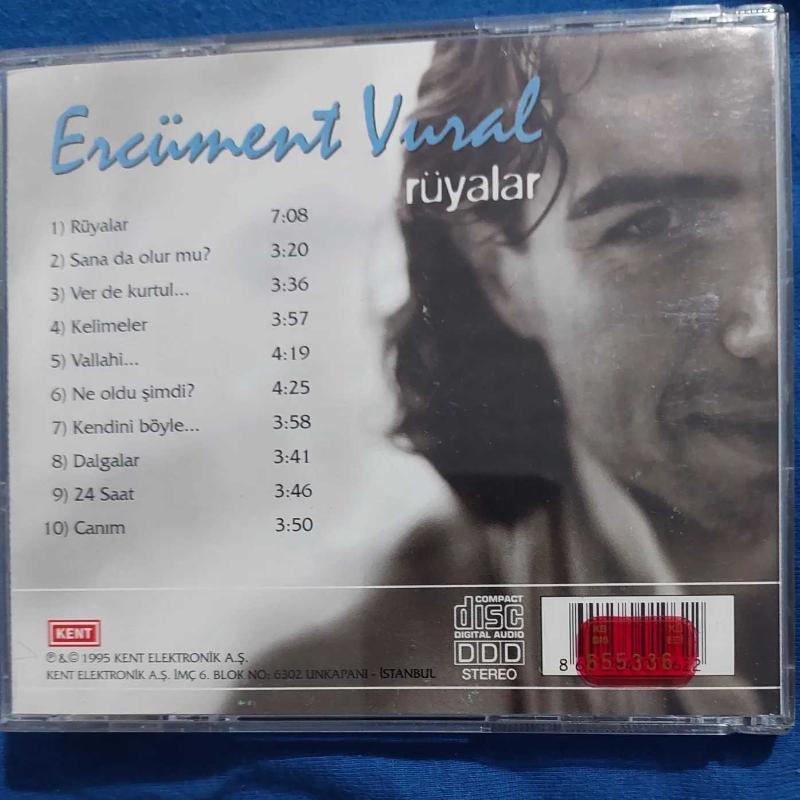 Ercüment Vural
rüyalar
1) Rüyalar 7:08
2) Sana da olur mu? 3:20
3) Ver de kurtul... 3:36
4) Kelimeler 3:57
5) Vallahi... 4:19
6) Ne oldu şimdi? 4:25
7) Kendini böyle... 3:58
8) Dalgalar 3:41
9) 24 Saat 3:46
10) Canım 3:50
KENT
℗&© 1995 KENT ELEKTRONİK A.Ş.
KENT ELEKTRONİK A.Ş. İMÇ 6. BLOK NO: 6302 UNKAPANI - İSTANBUL
COMPACT
disc
DIGITAL AUDIO
DDD
STEREO
655336